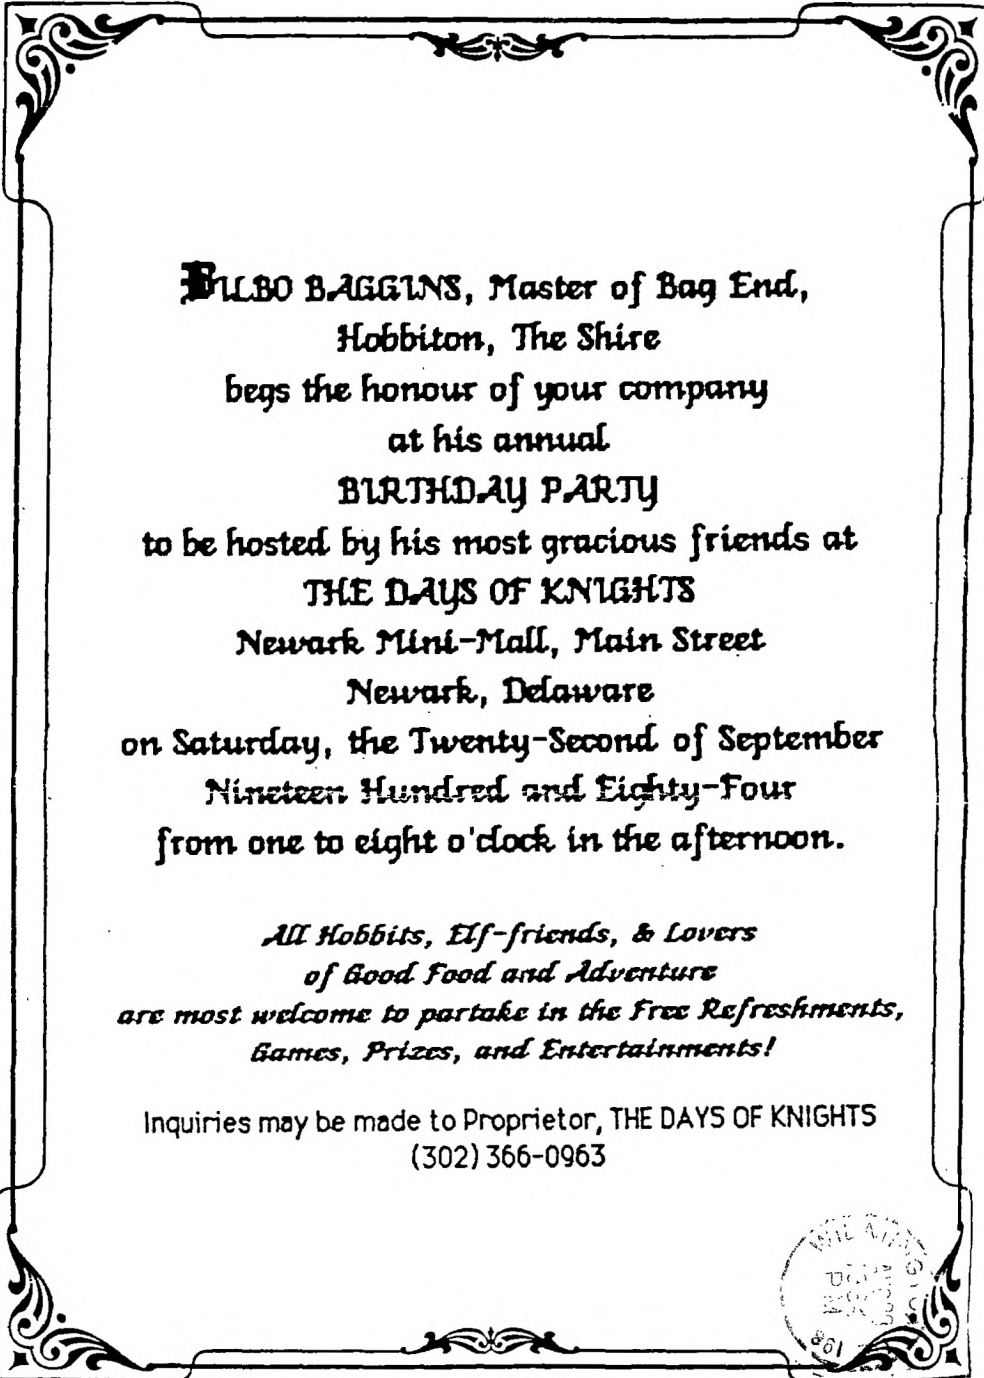 BILBO BAGGINS, Master of Bag End,
Hobbiton, The Shire
begs the honour of your company
at his annual
BIRTHDAY PARTY
to be hosted by his most gracious friends at
THE DAYS OF KNIGHTS
Newark Mini-Mall, Main Street
Newark, Delaware
on Saturday, the Twenty-Second of September
Nineteen Hundred and Eighty-Four
from one to eight o'clock in the afternoon.
All Hobbits, Elf-friends, & Lovers
of Good Food and Adventure
are most welcome to partake in the Free Refreshments,
Games, Prizes, and Entertainments!
Inquiries may be made to Proprietor, THE DAYS OF KNIGHTS
(302) 366-0963
WILMINGTON
PM